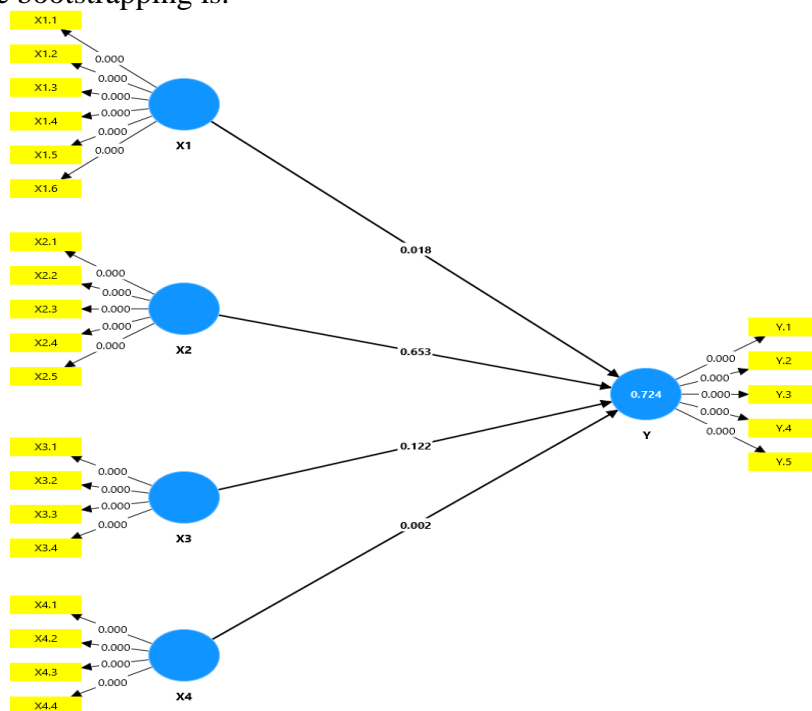 e bootstrapping is:
X1.1
X1.2
X1.3
X1.4
X1.5
X1.6
0.000
0.000
0.000
0.000
0.000
0.000
X1
0.018
X2.1
X2.2
X2.3
X2.4
X2.5
0.000
0.000
0.000
0.000
0.000
X2
0.653
X3.1
X3.2
X3.3
X3.4
0.000
0.000
0.000
0.000
X3
0.122
X4.1
X4.2
X4.3
X4.4
0.000
0.000
0.000
0.000
X4
0.002
0.724
Y
0.000
0.000
0.000
0.000
0.000
Y.1
Y.2
Y.3
Y.4
Y.5